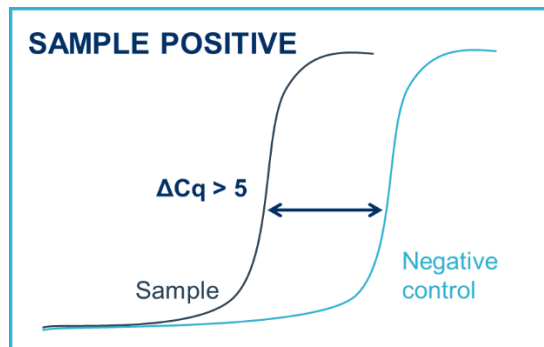 SAMPLE POSITIVE
ΔCq > 5
Sample
Negative
control